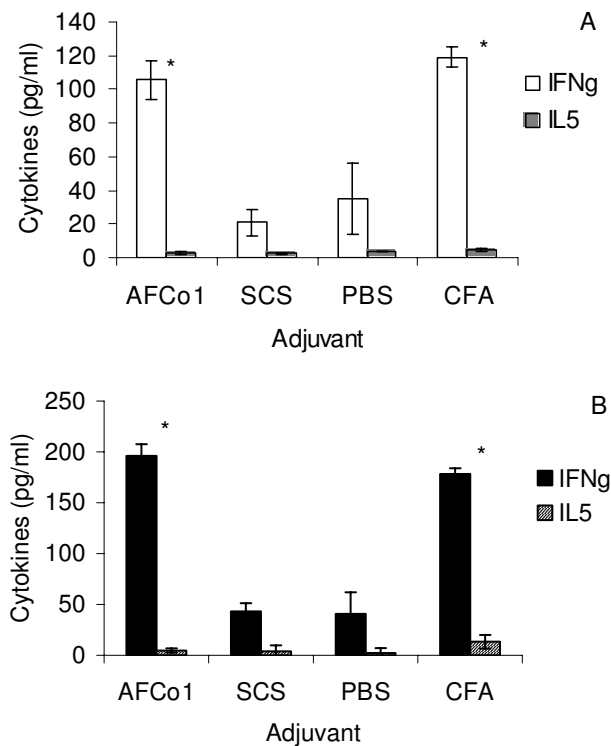 A
140
120
100
80
60
40
20
0
Cytokines (pg/ml)
*
*
IFNg
IL5
AFCo1 SCS PBS CFA
Adjuvant
B
250
200
150
100
50
0
Cytokines (pg/ml)
*
*
IFNg
IL5
AFCo1 SCS PBS CFA
Adjuvant